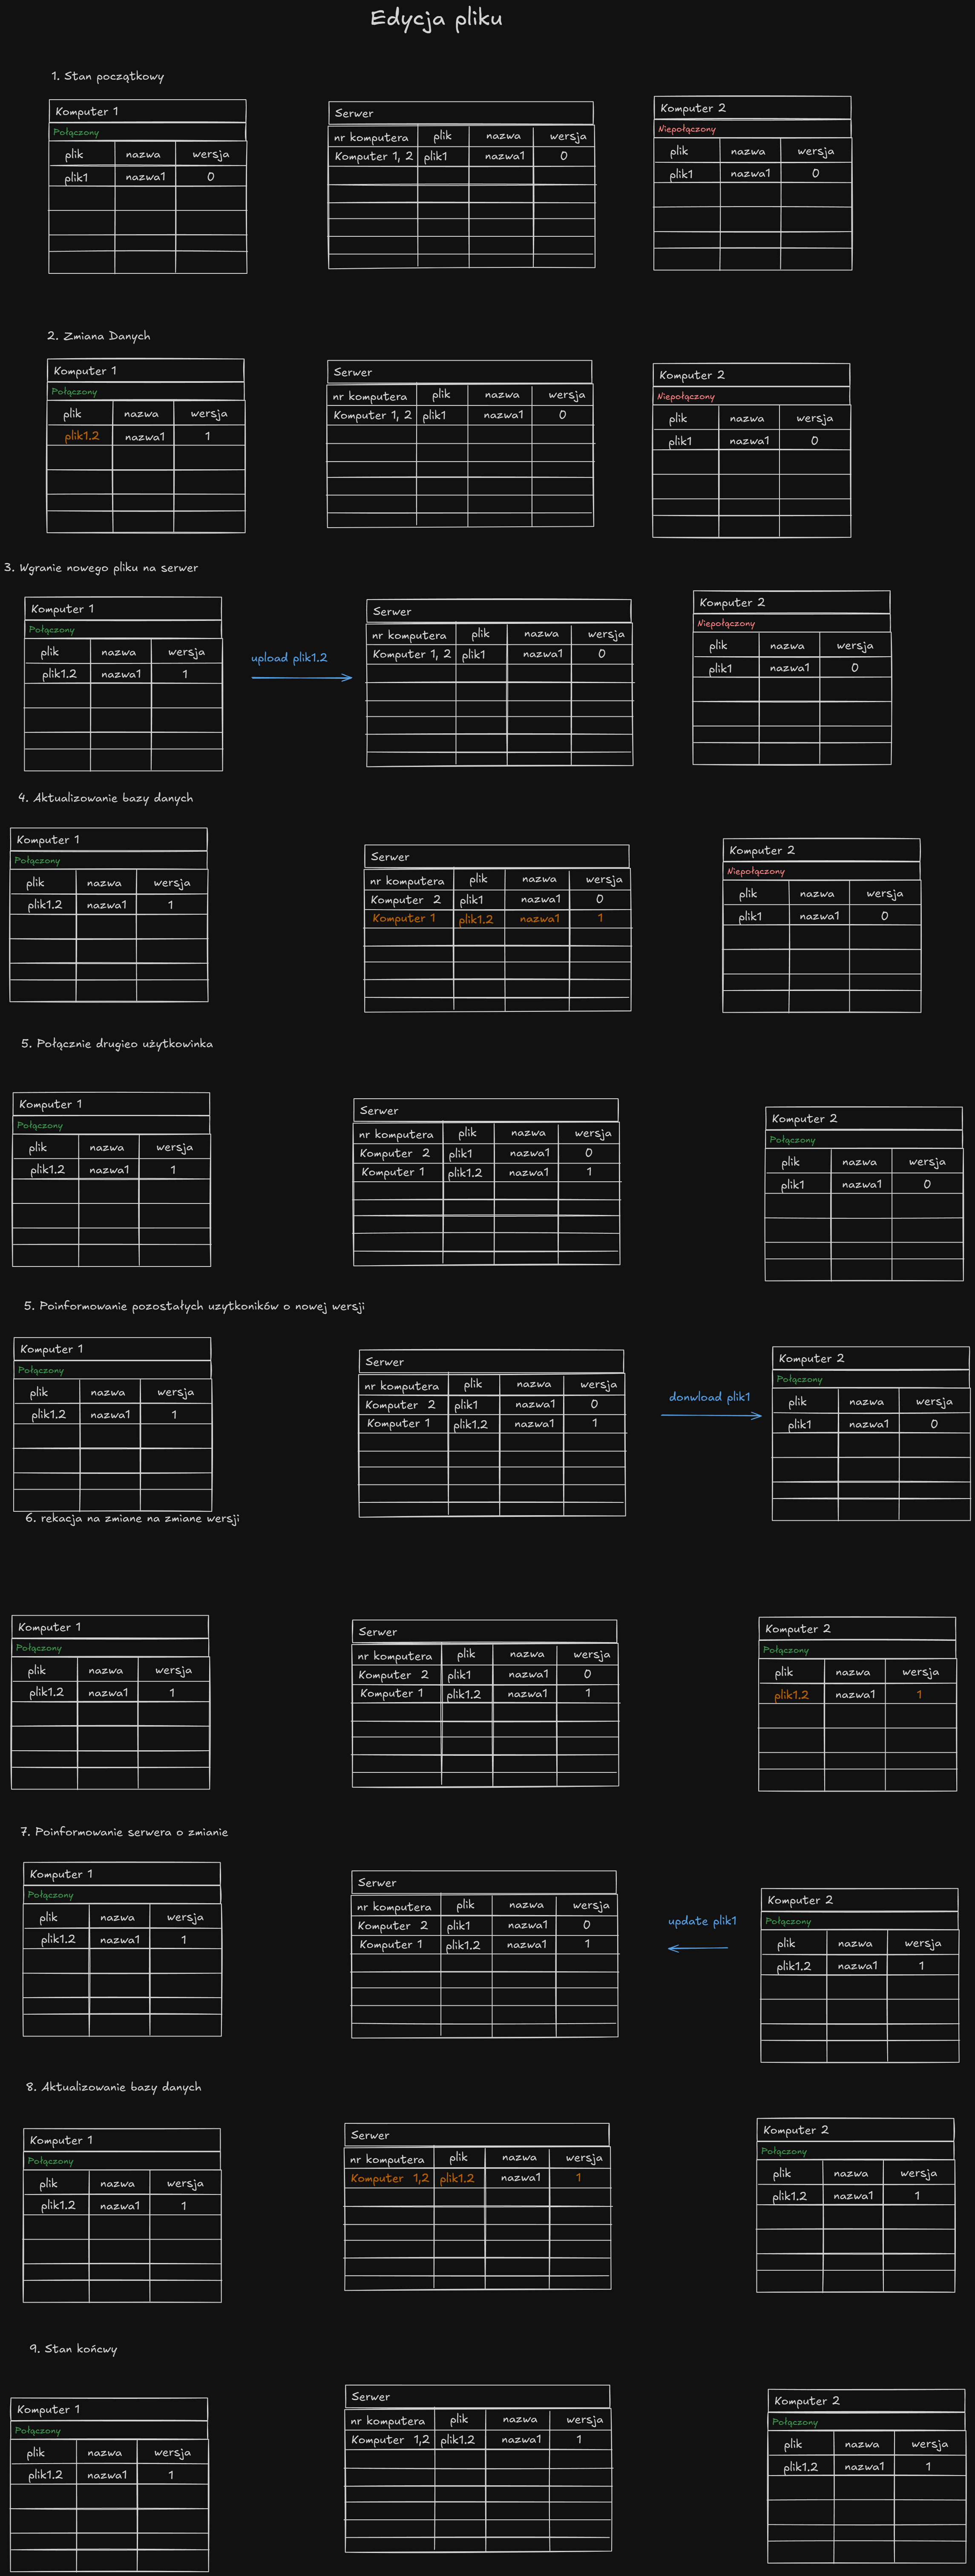 Edycja pliku
1. Stan początkowy
Komputer 1
Połączony
plik nazwa wersja
plik1 nazwa1 0
Serwer
nr komputera plik nazwa wersja
Komputer 1, 2 plik1 nazwa1 0
Komputer 2
Niepołączony
plik nazwa wersja
plik1 nazwa1 0
2. Zmiana Danych
Komputer 1
Połączony
plik nazwa wersja
plik1.2 nazwa1 1
Serwer
nr komputera plik nazwa wersja
Komputer 1, 2 plik1 nazwa1 0
Komputer 2
Niepołączony
plik nazwa wersja
plik1 nazwa1 0
3. Wgranie nowego pliku na serwer
Komputer 1
Połączony
plik nazwa wersja
plik1.2 nazwa1 1
upload plik1.2
Serwer
nr komputera plik nazwa wersja
Komputer 1, 2 plik1 nazwa1 0
Komputer 2
Niepołączony
plik nazwa wersja
plik1 nazwa1 0
4. Aktualizowanie bazy danych
Komputer 1
Połączony
plik nazwa wersja
plik1.2 nazwa1 1
Serwer
nr komputera plik nazwa wersja
Komputer 2 plik1 nazwa1 0
Komputer 1 plik1.2 nazwa1 1
Komputer 2
Niepołączony
plik nazwa wersja
plik1 nazwa1 0
5. Połącznie drugieo użytkowinka
Komputer 1
Połączony
plik nazwa wersja
plik1.2 nazwa1 1
Serwer
nr komputera plik nazwa wersja
Komputer 2 plik1 nazwa1 0
Komputer 1 plik1.2 nazwa1 1
Komputer 2
Połączony
plik nazwa wersja
plik1 nazwa1 0
5. Poinformowanie pozostałych uzytkoników o nowej wersji
Komputer 1
Połączony
plik nazwa wersja
plik1.2 nazwa1 1
Serwer
nr komputera plik nazwa wersja
Komputer 2 plik1 nazwa1 0
Komputer 1 plik1.2 nazwa1 1
donwload plik1
Komputer 2
Połączony
plik nazwa wersja
plik1 nazwa1 0
6. rekacja na zmiane na zmiane wersji
Komputer 1
Połączony
plik nazwa wersja
plik1.2 nazwa1 1
Serwer
nr komputera plik nazwa wersja
Komputer 2 plik1 nazwa1 0
Komputer 1 plik1.2 nazwa1 1
Komputer 2
Połączony
plik nazwa wersja
plik1.2 nazwa1 1
7. Poinformowanie serwera o zmianie
Komputer 1
Połączony
plik nazwa wersja
plik1.2 nazwa1 1
Serwer
nr komputera plik nazwa wersja
Komputer 2 plik1 nazwa1 0
Komputer 1 plik1.2 nazwa1 1
update plik1
Komputer 2
Połączony
plik nazwa wersja
plik1.2 nazwa1 1
8. Aktualizowanie bazy danych
Komputer 1
Połączony
plik nazwa wersja
plik1.2 nazwa1 1
Serwer
nr komputera plik nazwa wersja
Komputer 1,2 plik1.2 nazwa1 1
Komputer 2
Połączony
plik nazwa wersja
plik1.2 nazwa1 1
9. Stan końcwy
Komputer 1
Połączony
plik nazwa wersja
plik1.2 nazwa1 1
Serwer
nr komputera plik nazwa wersja
Komputer 1,2 plik1.2 nazwa1 1
Komputer 2
Połączony
plik nazwa wersja
plik1.2 nazwa1 1